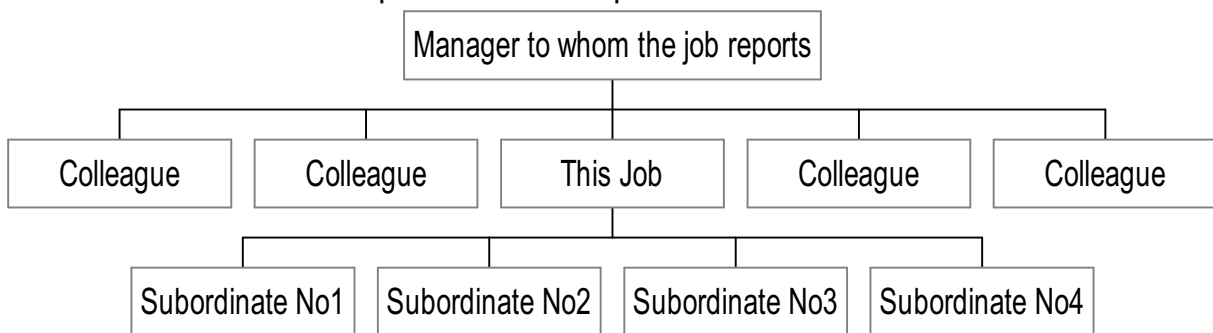 Manager to whom the job reports
Colleague Colleague This Job Colleague Colleague
Subordinate No1 Subordinate No2 Subordinate No3 Subordinate No4